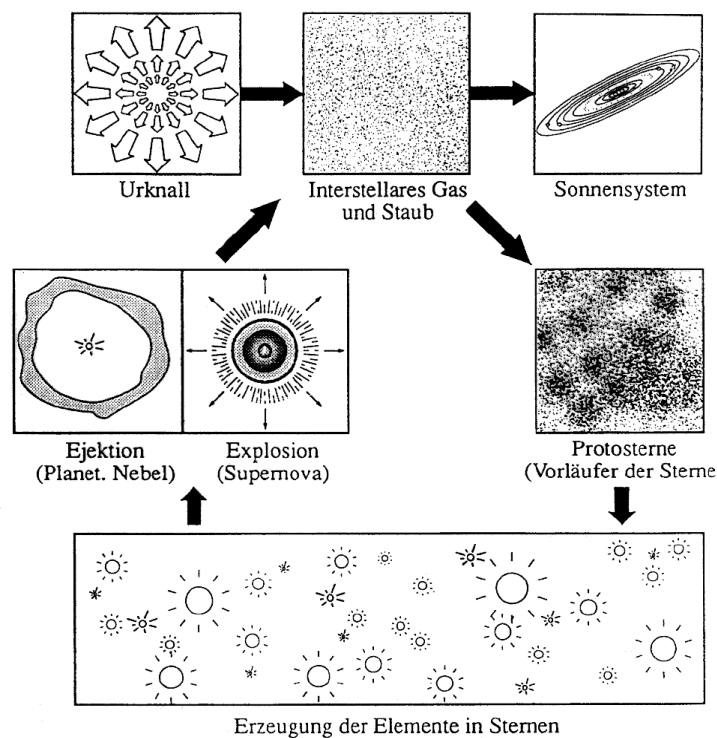 Urknall
Interstellares Gas
und Staub
Sonnensystem
Ejektion
(Planet. Nebel)
Explosion
(Supernova)
Protosterne
(Vorläufer der Sterne
Erzeugung der Elemente in Sternen